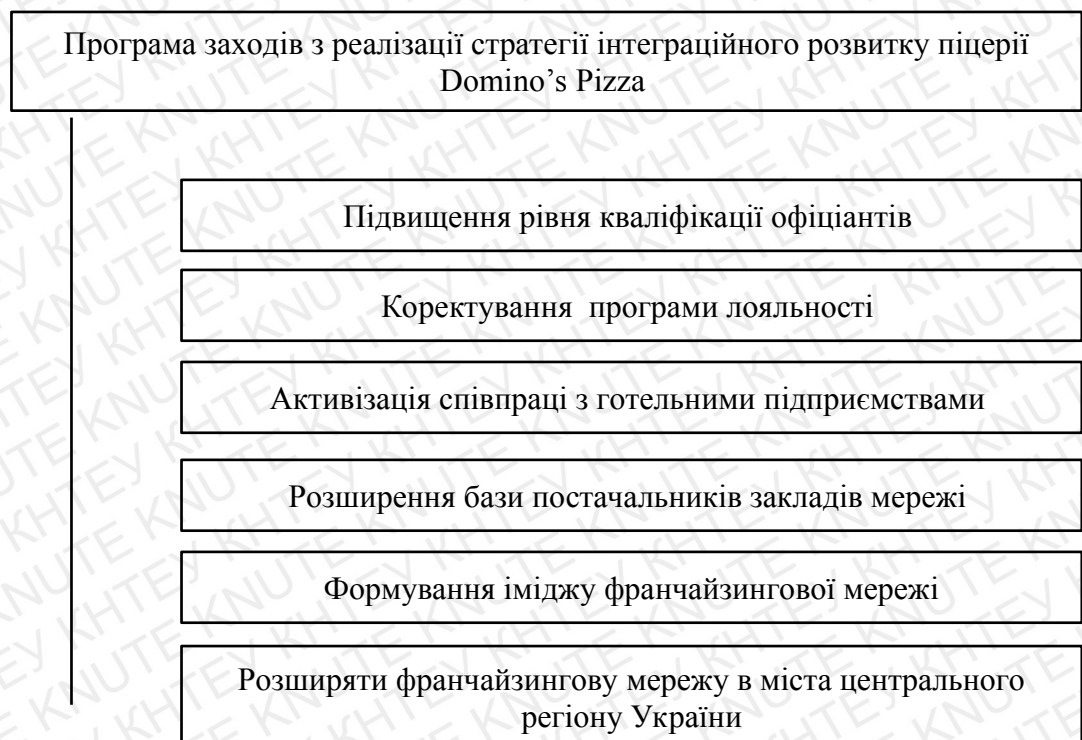 Програма заходів з реалізації стратегії інтеграційного розвитку піцерії
Domino’s Pizza
Підвищення рівня кваліфікації офіціантів
Коректування програми лояльності
Активізація співпраці з готельними підприємствами
Розширення бази постачальників закладів мережі
Формування іміджу франчайзингової мережі
Розширяти франчайзингову мережу в міста центрального
регіону України